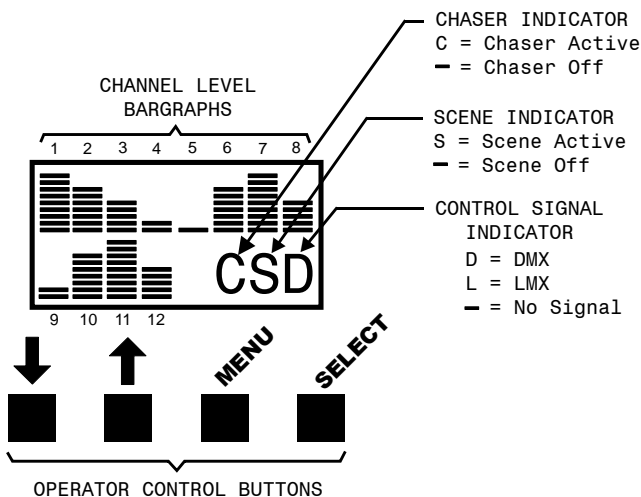 CHASER INDICATOR
C = Chaser Active
– = Chaser Off
CHANNEL LEVEL
BARGRAPHS
SCENE INDICATOR
S = Scene Active
– = Scene Off
1 2 3 4 5 6 7 8
CONTROL SIGNAL
INDICATOR
D = DMX
L = LMX
– = No Signal
CSD
9 10 11 12
MENU
SELECT
OPERATOR CONTROL BUTTONS